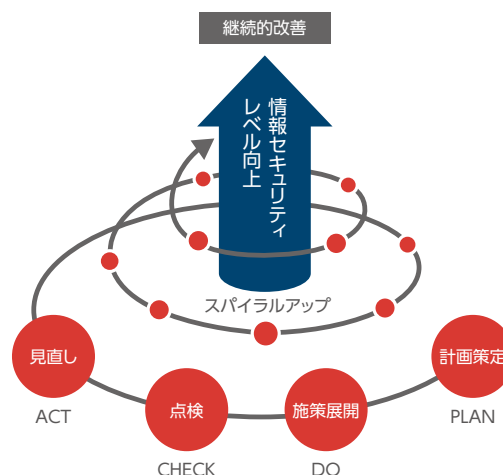 継続的改善
情報セキュリティ
レベル向上
スパイラルアップ
見直し
ACT
点検
CHECK
施策展開
DO
計画策定
PLAN